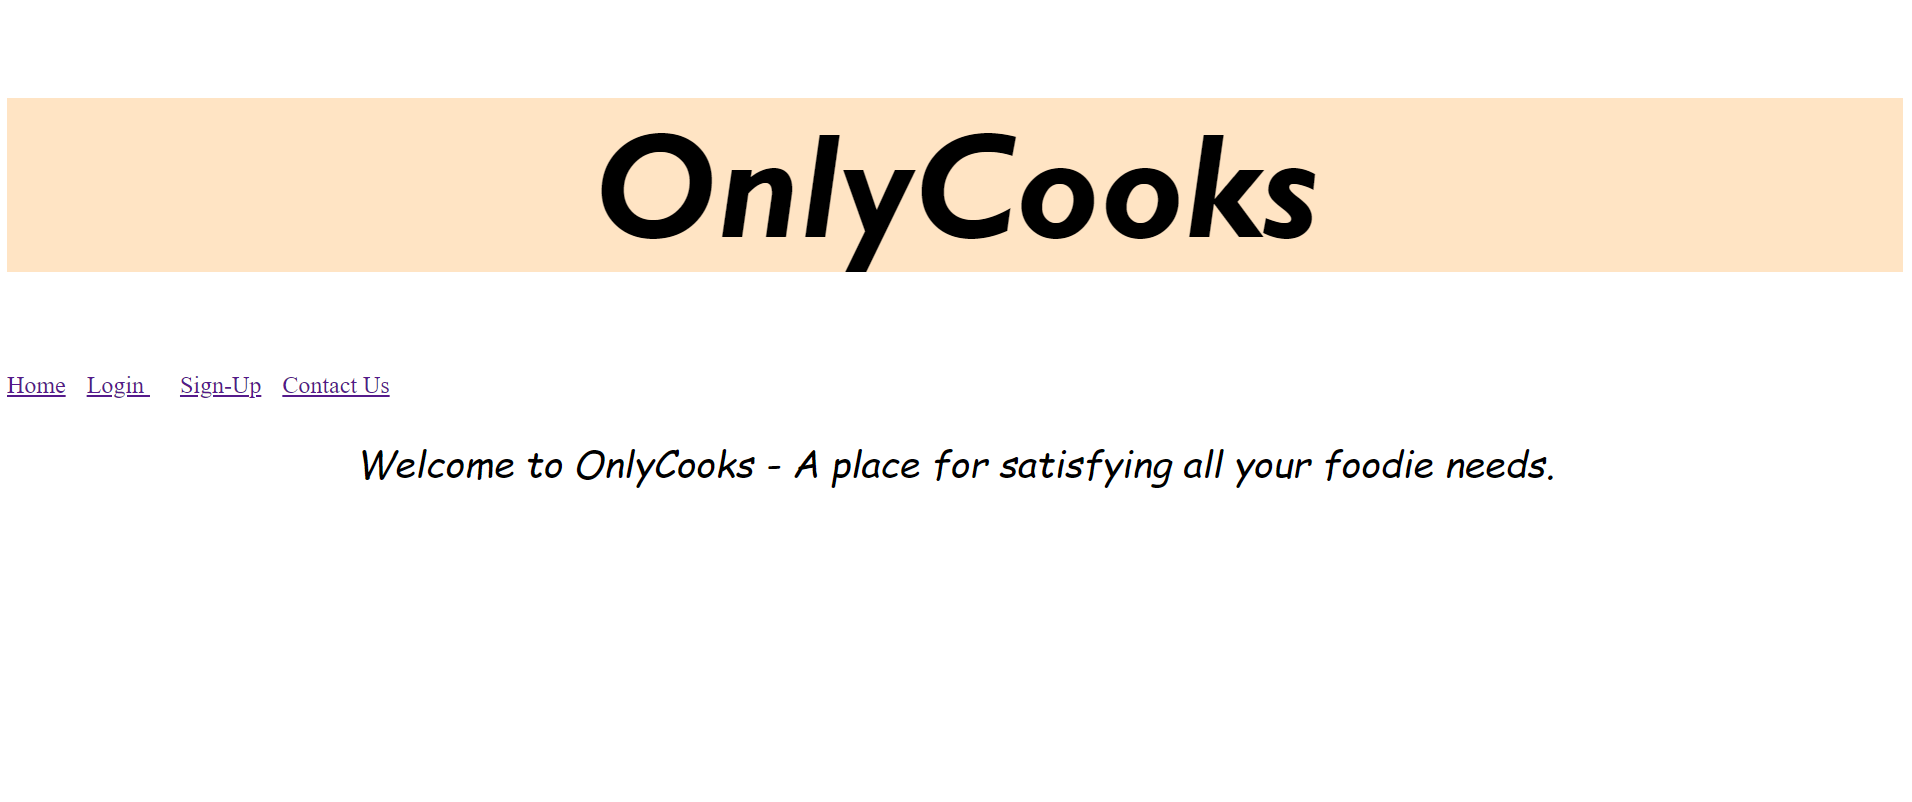 OnlyCooks
Home Login Sign-Up Contact Us
Welcome to OnlyCooks - A place for satisfying all your foodie needs.